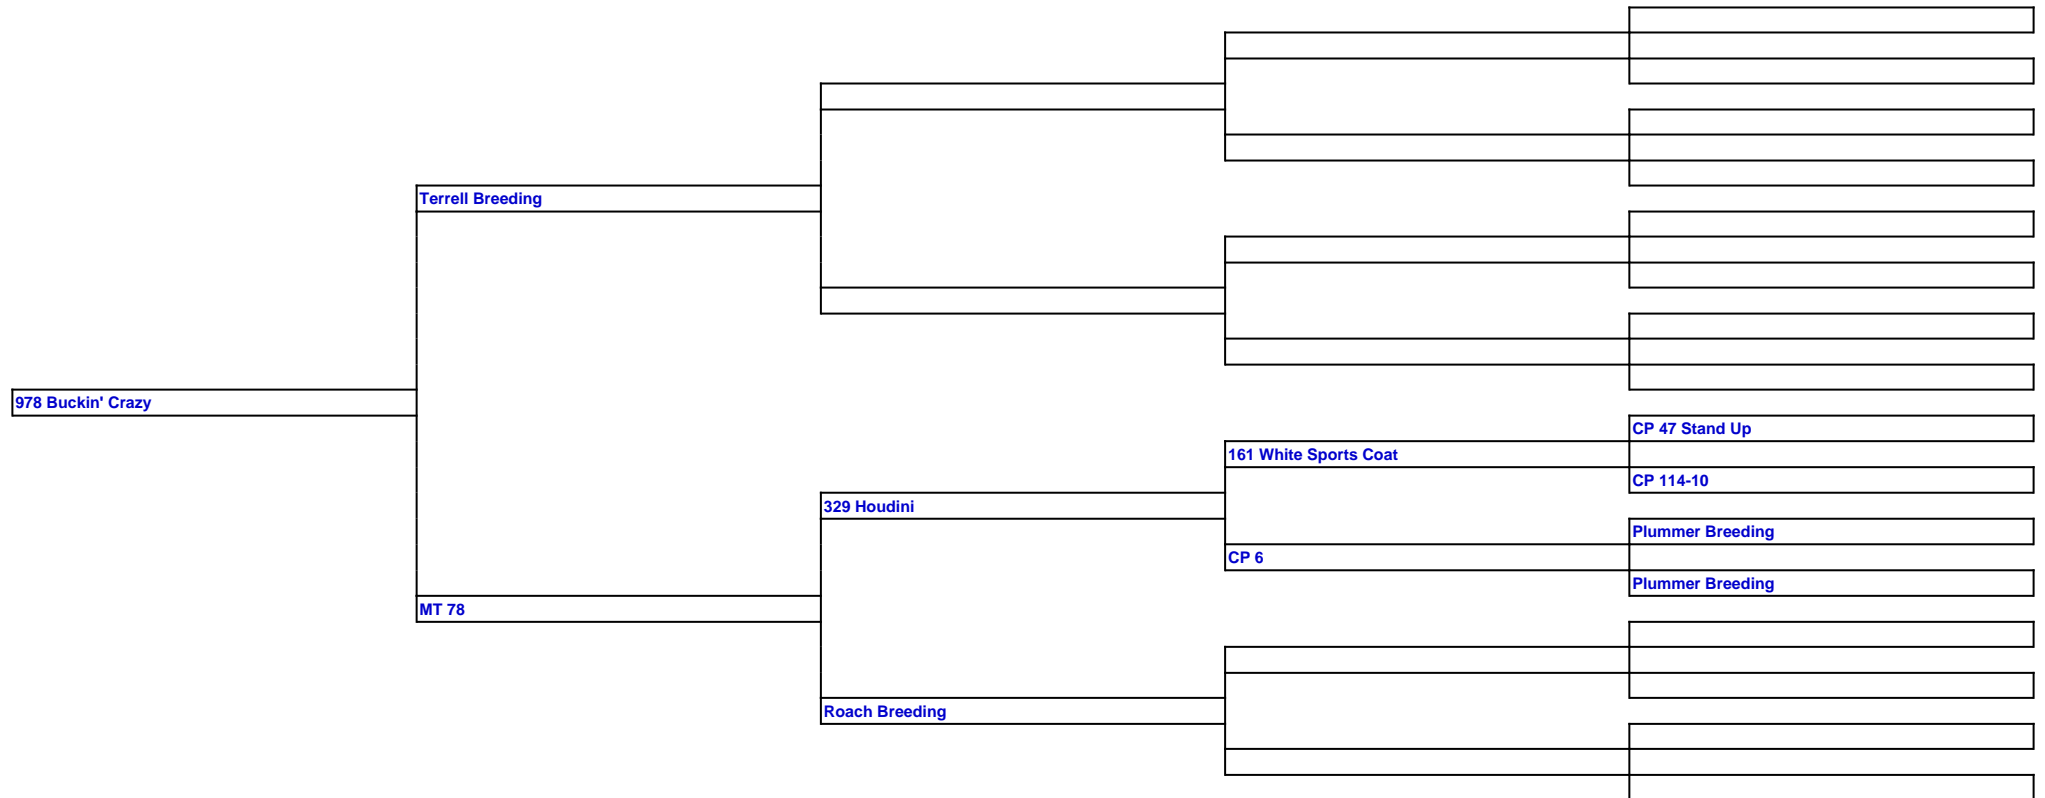 Terrell Breeding
978 Buckin' Crazy
CP 47 Stand Up
161 White Sports Coat
CP 114-10
329 Houdini
Plummer Breeding
CP 6
Plummer Breeding
MT 78
Roach Breeding